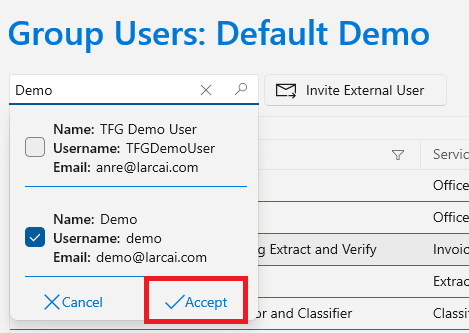 Group Users: Default Demo
Demo
Invite External User
Name: TFG Demo User
Username: TFGDemoUser
Email: anre@larcai.com
Name: Demo
Username: demo
Email: demo@larcai.com
Cancel
Accept
Servic
Office
Office
g Extract and Verify
Invoic
Extrac
or and Classifier
Office